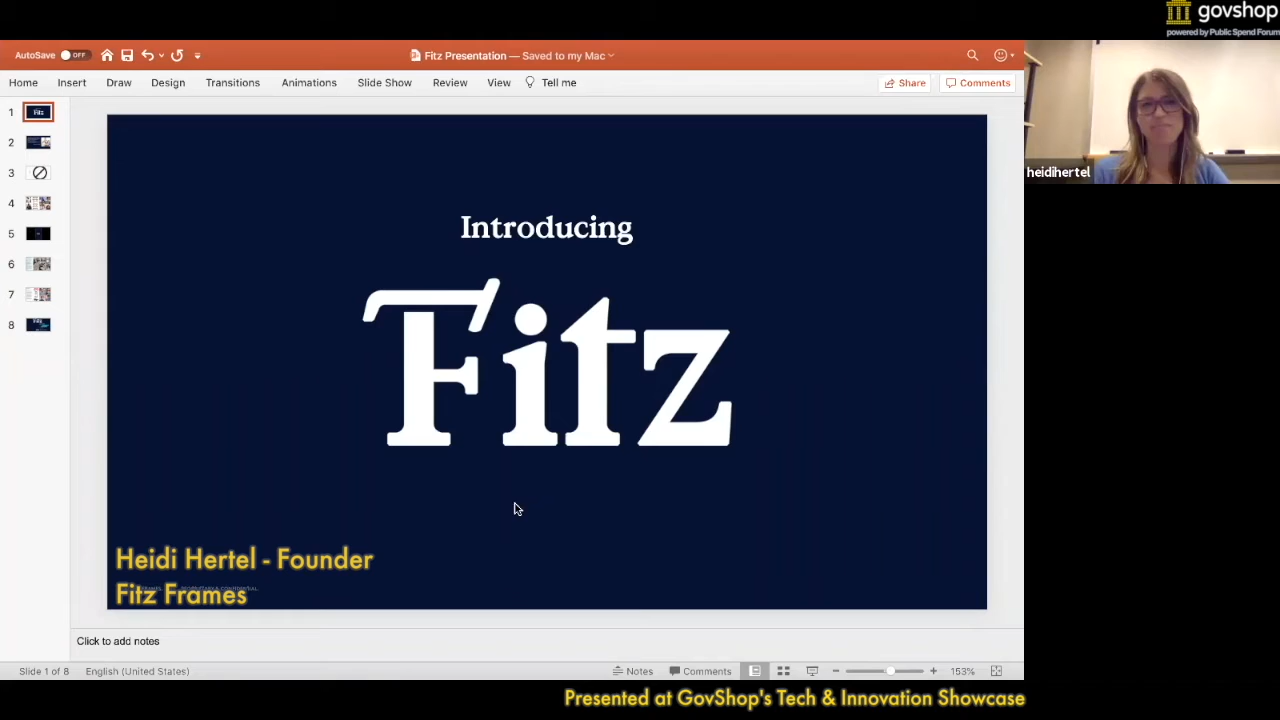 govshop
powered by Public Spend Forum
AutoSave OFF
Fitz Presentation — Saved to my Mac
Home Insert Draw Design Transitions Animations Slide Show Review View Tell me
Share Comments
1
Fitz
2
3
4
5
6
7
8
Introducing
Fitz
heidihertel
Heidi Hertel - Founder
Fitz Frames
Click to add notes
Slide 1 of 8 English (United States)
Notes Comments 153%
Presented at GovShop's Tech & Innovation Showcase